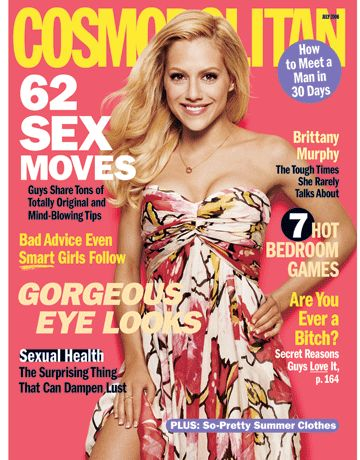 COSMOPOLITAN
JULY 2006
How
to Meet a
Man in
30 Days
62
SEX
MOVES
Guys Share Tons of
Totally Original and
Mind-Blowing Tips
Bad Advice Even
Smart Girls Follow
GORGEOUS
EYE LOOKS
Sexual Health
The Surprising Thing
That Can Dampen Lust
Brittany
Murphy
The Tough Times
She Rarely
Talks About
7 HOT
BEDROOM
GAMES
Are You
Ever a
Bitch?
Secret Reasons
Guys Love It,
p. 164
PLUS: So-Pretty Summer Clothes